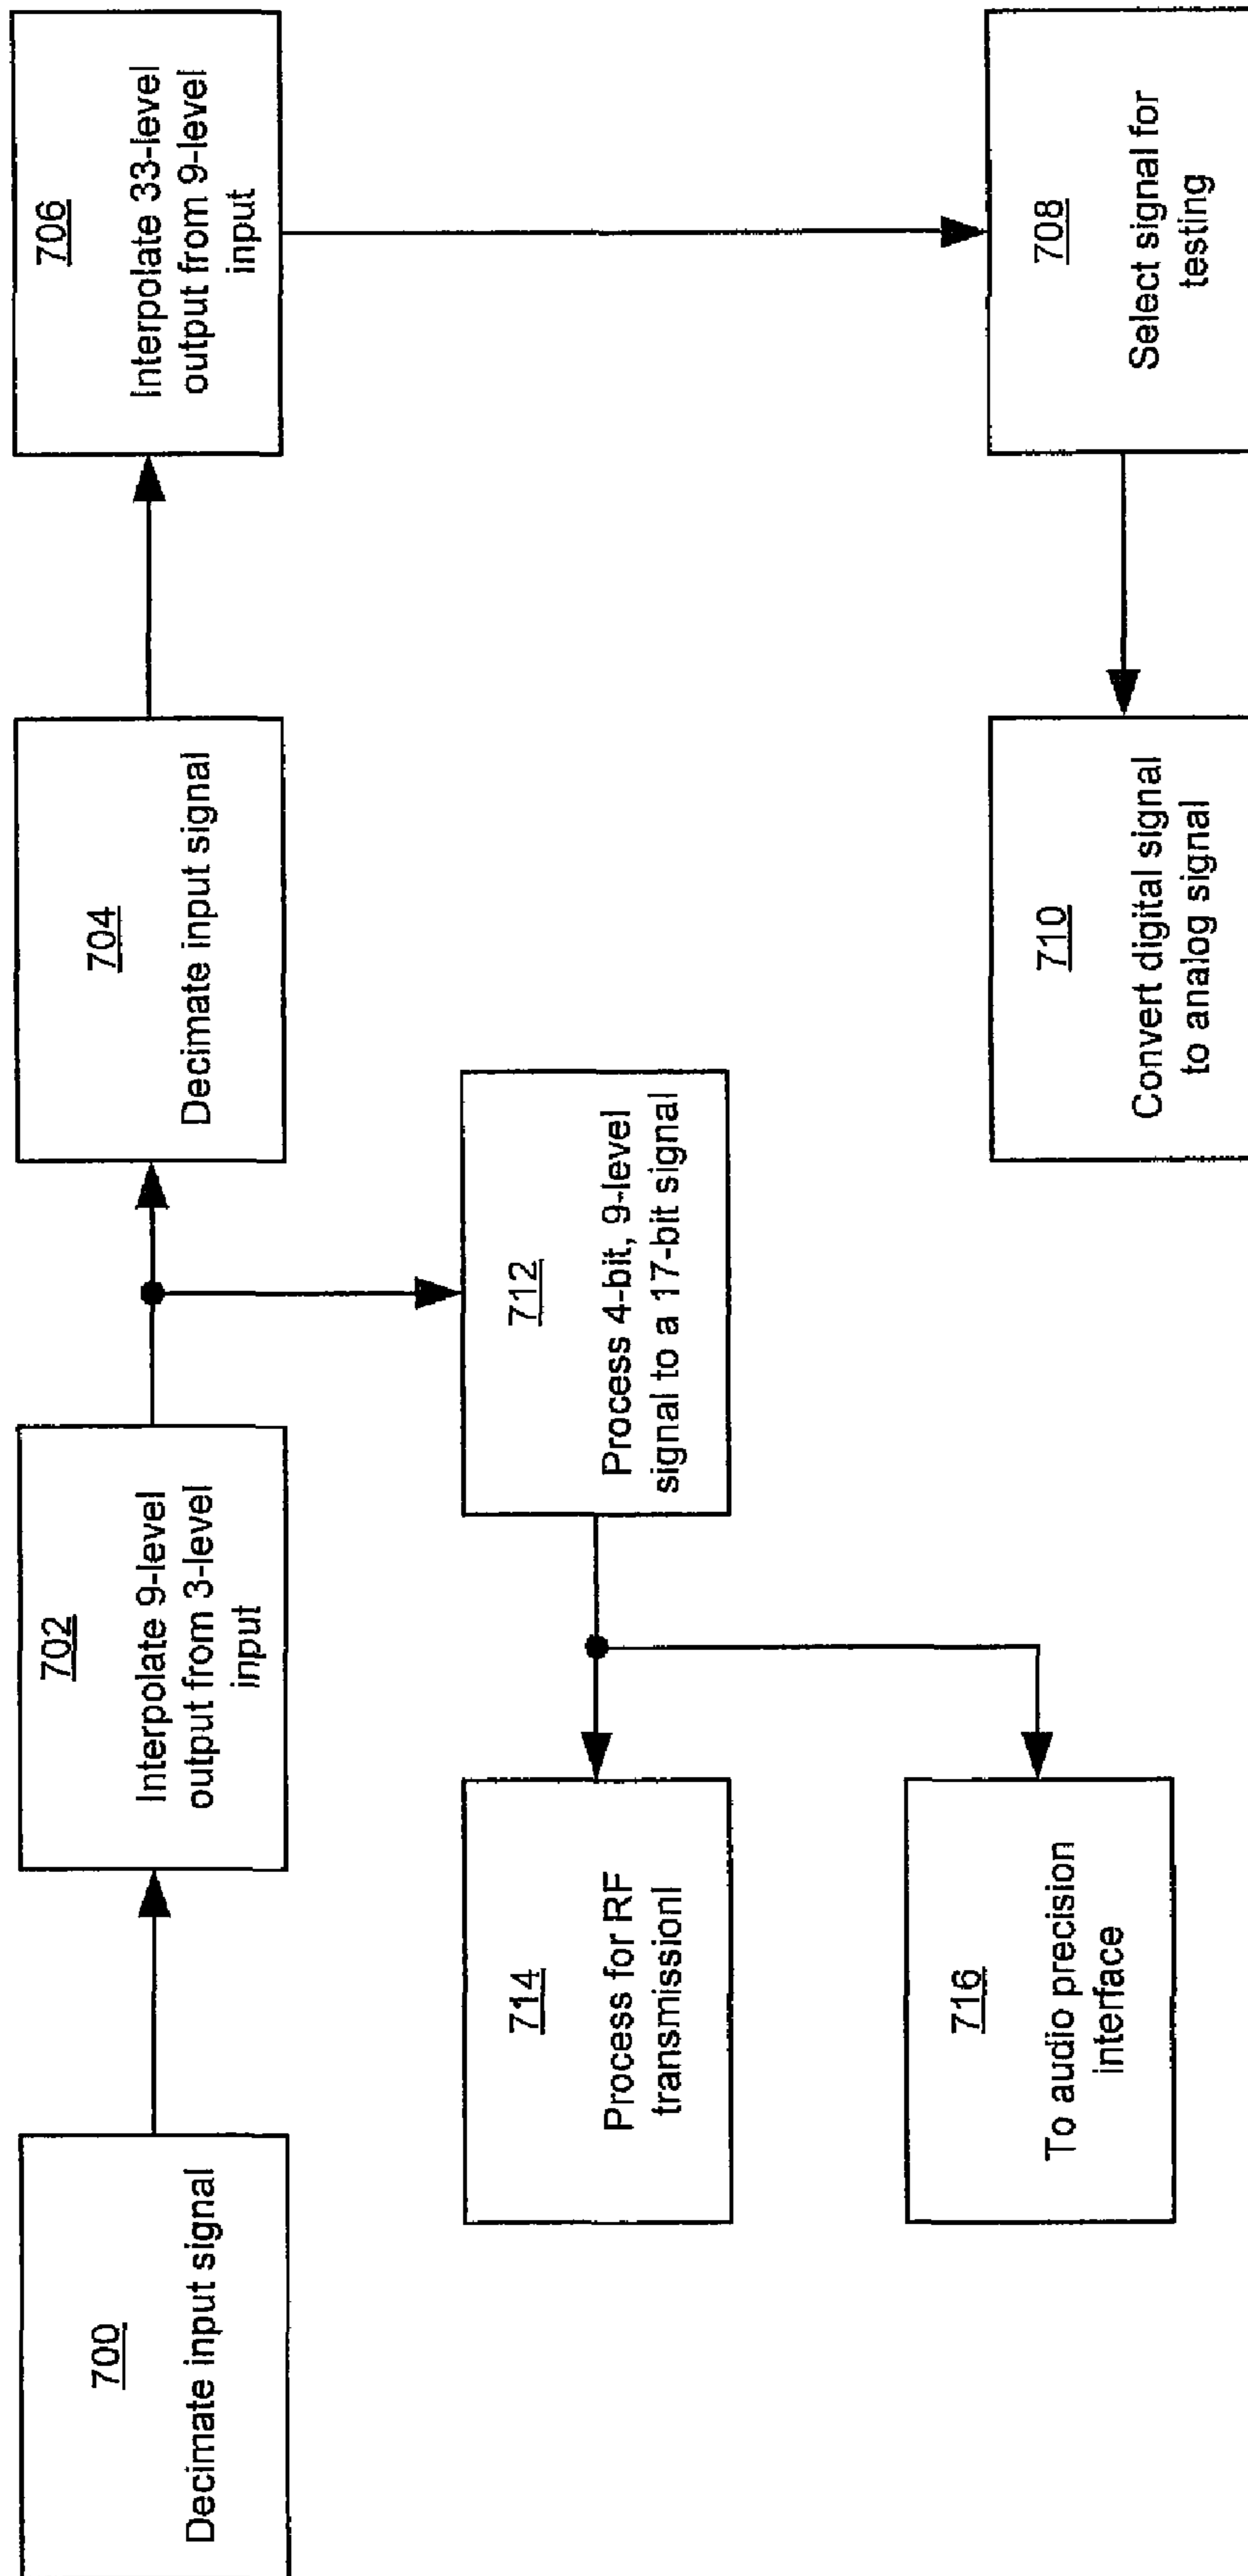 700
Decimate input signal
702
Interpolate 9-level
output from 3-level
input
704
Decimate input signal
706
Interpolate 33-level
output from 9-level
input
712
Process 4-bit, 9-level
signal to a 17-bit signal
714
Process for RF
transmissionl
716
To audio precision
interface
710
Convert digital signal
to analog signal
708
Select signal for
testing